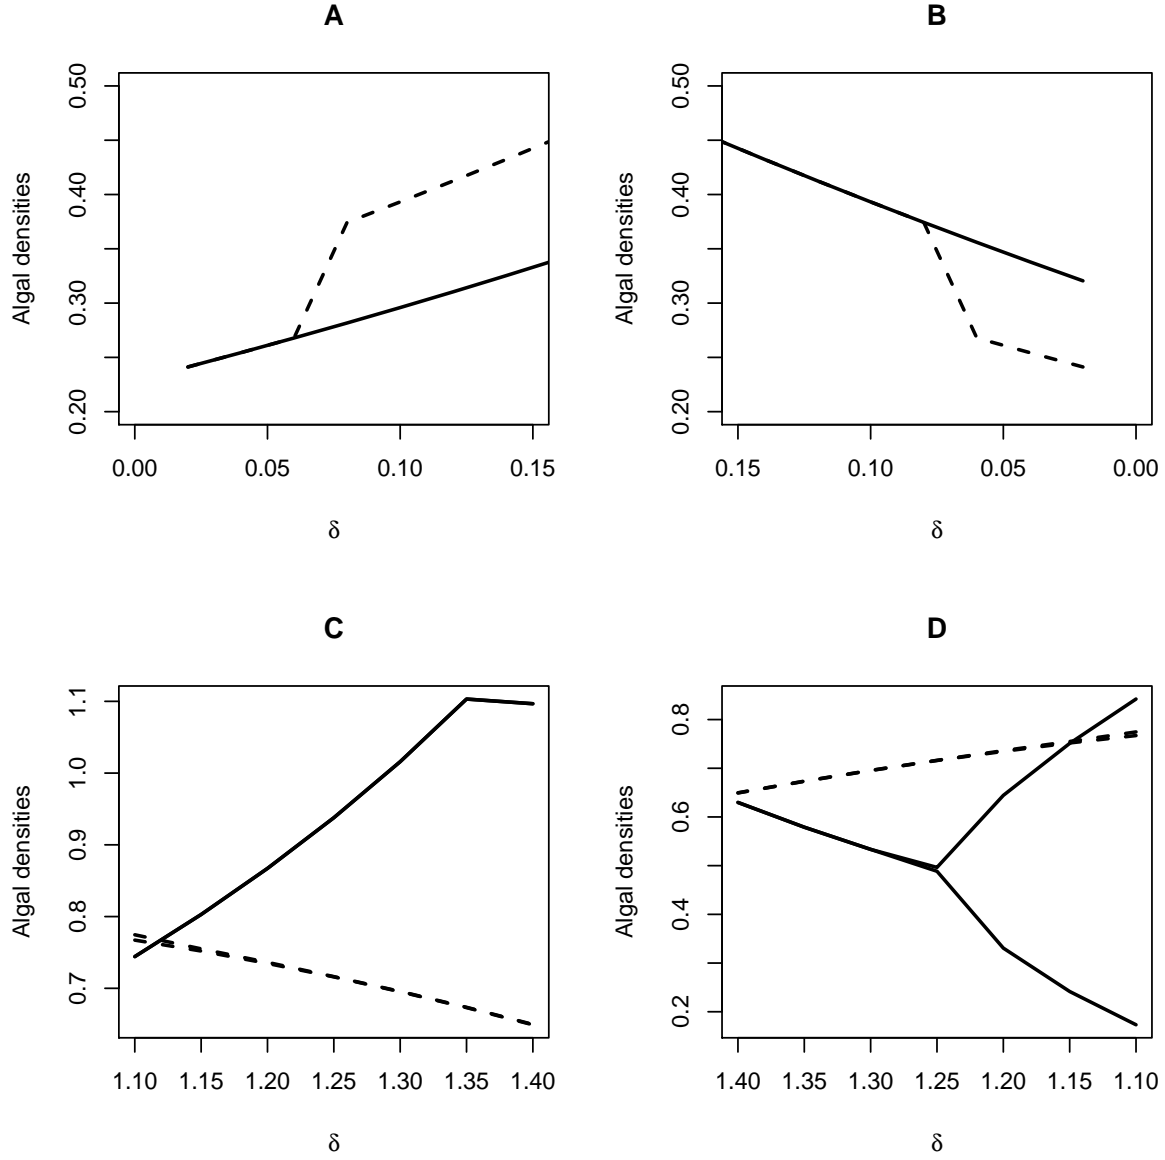 A
Algal densities
0.50
0.40
0.30
0.20
0.00 0.05 0.10 0.15
δ
B
Algal densities
0.50
0.40
0.30
0.20
0.15 0.10 0.05 0.00
δ
C
Algal densities
1.1
1.0
0.9
0.8
0.7
1.10 1.15 1.20 1.25 1.30 1.35 1.40
δ
D
Algal densities
0.8
0.6
0.4
0.2
1.40 1.35 1.30 1.25 1.20 1.15 1.10
δ